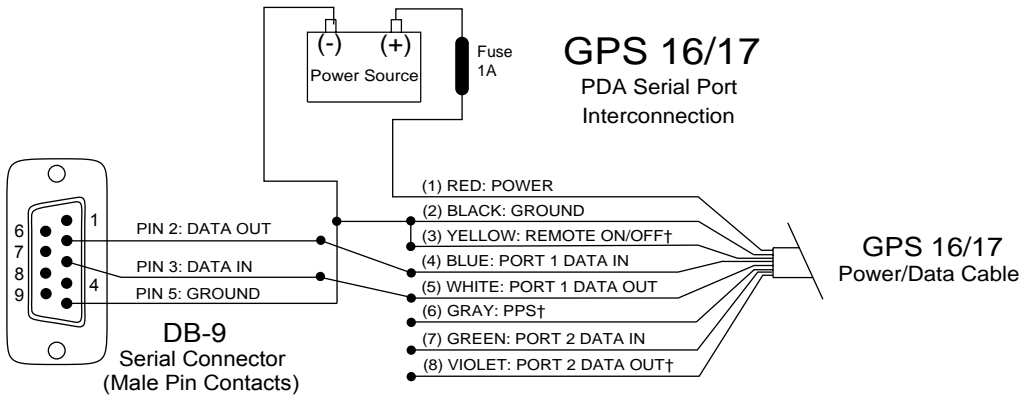 (-)
(+)
Power Source
Fuse
1A
GPS 16/17
PDA Serial Port
Interconnection
(1) RED: POWER
(2) BLACK: GROUND
(3) YELLOW: REMOTE ON/OFF†
(4) BLUE: PORT 1 DATA IN
(5) WHITE: PORT 1 DATA OUT
(6) GRAY: PPS†
(7) GREEN: PORT 2 DATA IN
(8) VIOLET: PORT 2 DATA OUT†
GPS 16/17
Power/Data Cable
1
6
7
8
9
4
PIN 2: DATA OUT
PIN 3: DATA IN
PIN 5: GROUND
DB-9
Serial Connector
(Male Pin Contacts)